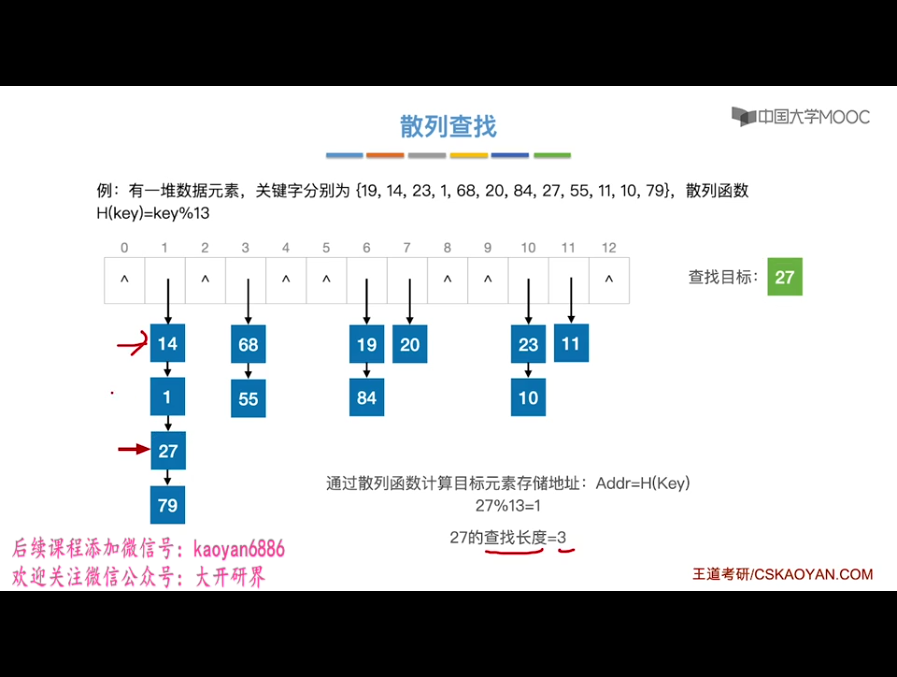 散列查找
中国大学MOOC
例：有一堆数据元素，关键字分别为 {19, 14, 23, 1, 68, 20, 84, 27, 55, 11, 10, 79}，散列函数
H(key)=key%13
0 1 2 3 4 5 6 7 8 9 10 11 12
^ ^ ^ ^ ^ ^ ^
查找目标： 27
14 68 19 20 23 11
1 55 84 10
27
79
通过散列函数计算目标元素存储地址：Addr=H(Key)
27%13=1
27的查找长度=3
后续课程添加微信号：kaoyan6886
欢迎关注微信公众号：大开研界
王道考研/CSKAOYAN.COM